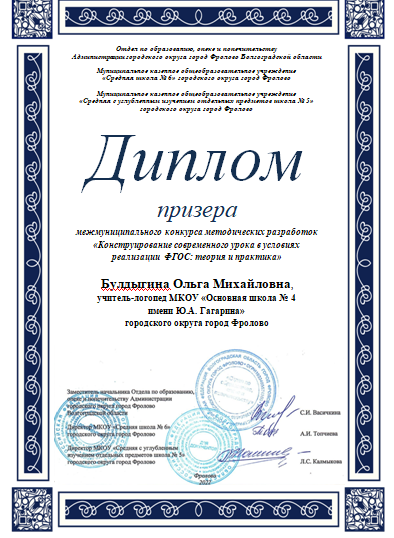 Отдел по образованию, опеке и попечительству
Администрации городского округа город Фролово Волгоградской области
Муниципальное казенное общеобразовательное учреждение
«Средняя школа № 6» городского округа город Фролово
Муниципальное казенное общеобразовательное учреждение
«Средняя с углубленным изучением отдельных предметов школа № 5»
городского округа город Фролово
Диплом
призера
межмуниципального конкурса методических разработок
«Конструирование современного урока в условиях
реализации ФГОС: теория и практика»
Булдыгина Ольга Михайловна,
учитель-логопед МКОУ «Основная школа № 4
имени Ю.А. Гагарина»
городского округа город Фролово
Заместитель начальника Отдела по образованию,
опеке и попечительству Администрации
городского округа город Фролово
Волгоградской области
С.И. Васичкина
Директор МКОУ «Средняя школа № 6»
городского округа город Фролово
А.И. Топчиева
Директор МКОУ «Средняя с углубленным
изучением отдельных предметов школа № 5»
городского округа город Фролово
Л.С. Калмыкова
Фролово
2022